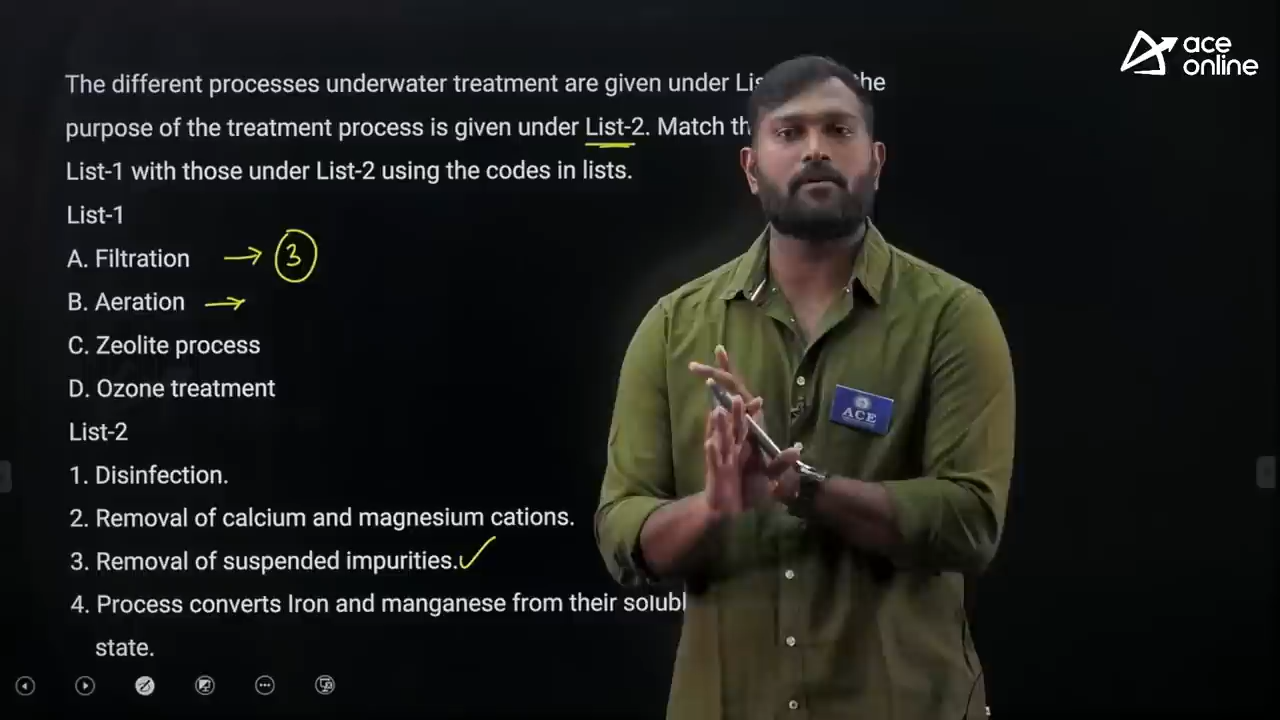 ace
online
The different processes underwater treatment are given under the
purpose of the treatment process is given under List-2. Match
List-1 with those under List-2 using the codes in lists.
List-1
A. Filtration → 3
B. Aeration →
C. Zeolite process
D. Ozone treatment
List-2
1. Disinfection.
2. Removal of calcium and magnesium cations.
3. Removal of suspended impurities.✓
4. Process converts Iron and manganese from their
state.
ACE